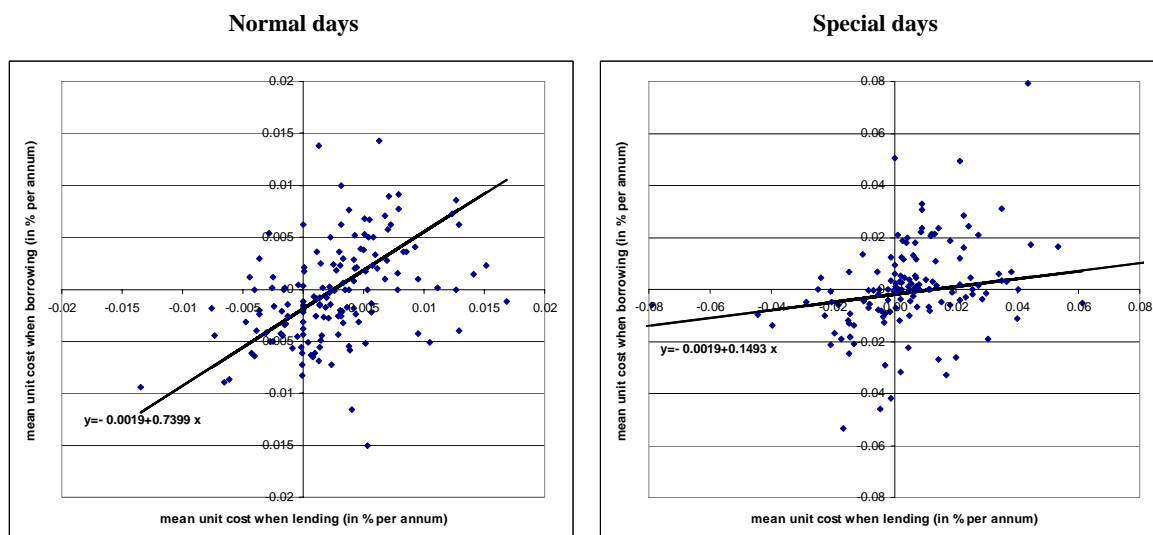 Normal days
mean unit cost when borrowing (in % per annum)
0.02
0.015
0.01
0.005
0
-0.02 -0.015 -0.01 -0.005 0 0.005 0.01 0.015 0.02
-0.005
-0.01
y=- 0.0019+0.7399 x
-0.015
-0.02
mean unit cost when lending (in % per annum)
Special days
mean unit cost when borrowing (in % per annum)
0.08
0.06
0.04
0.02
0
-0.08 -0.06 -0.04 -0.02 0 0.02 0.04 0.06 0.08
-0.02
y=- 0.0019+0.1493 x
-0.04
-0.06
-0.08
mean unit cost when lending (in % per annum)